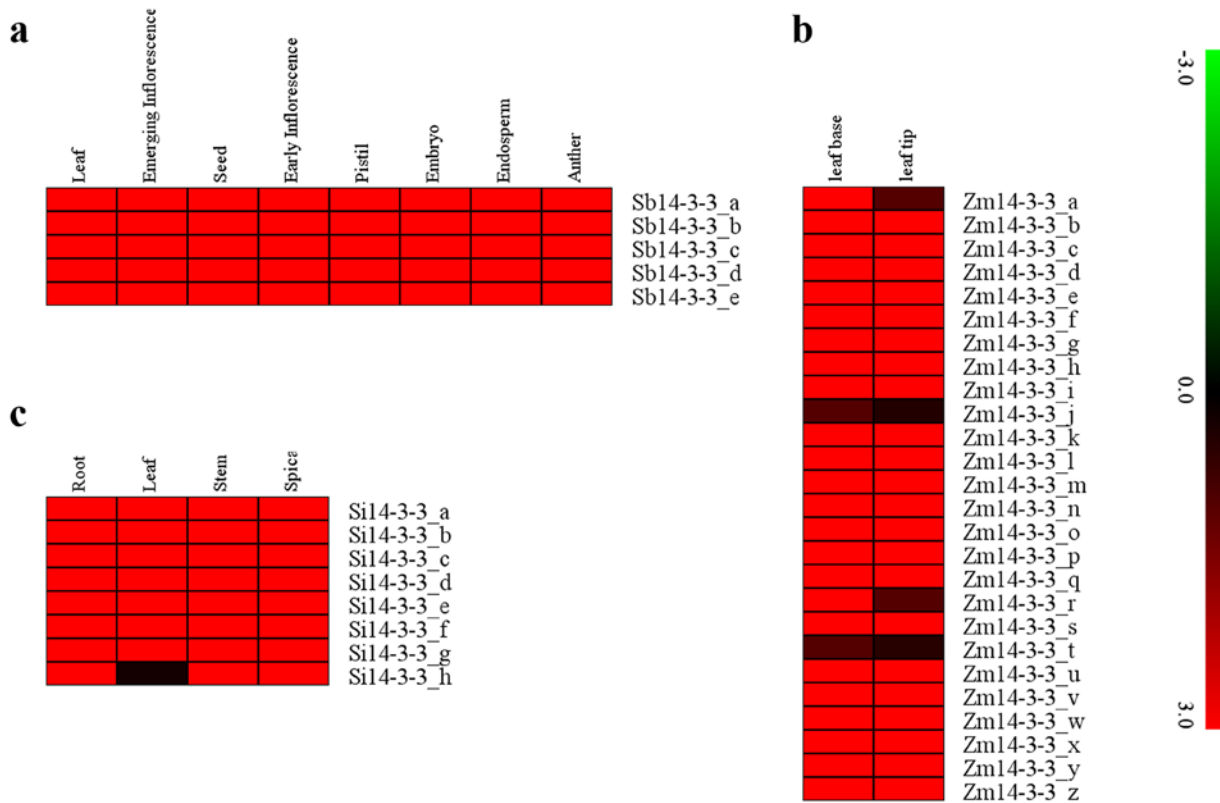 a
Leaf
Emerging Inflorescence
Seed
Early Inflorescence
Pistil
Embryo
Endosperm
Anther
Sb14-3-3_a
Sb14-3-3_b
Sb14-3-3_c
Sb14-3-3_d
Sb14-3-3_e
b
leaf base
leaf tip
Zm14-3-3_a
Zm14-3-3_b
Zm14-3-3_c
Zm14-3-3_d
Zm14-3-3_e
Zm14-3-3_f
Zm14-3-3_g
Zm14-3-3_h
Zm14-3-3_i
Zm14-3-3_j
Zm14-3-3_k
Zm14-3-3_l
Zm14-3-3_m
Zm14-3-3_n
Zm14-3-3_o
Zm14-3-3_p
Zm14-3-3_q
Zm14-3-3_r
Zm14-3-3_s
Zm14-3-3_t
Zm14-3-3_u
Zm14-3-3_v
Zm14-3-3_w
Zm14-3-3_x
Zm14-3-3_y
Zm14-3-3_z
-3.0
0.0
3.0
c
Root
Leaf
Stem
Spica
Si14-3-3_a
Si14-3-3_b
Si14-3-3_c
Si14-3-3_d
Si14-3-3_e
Si14-3-3_f
Si14-3-3_g
Si14-3-3_h